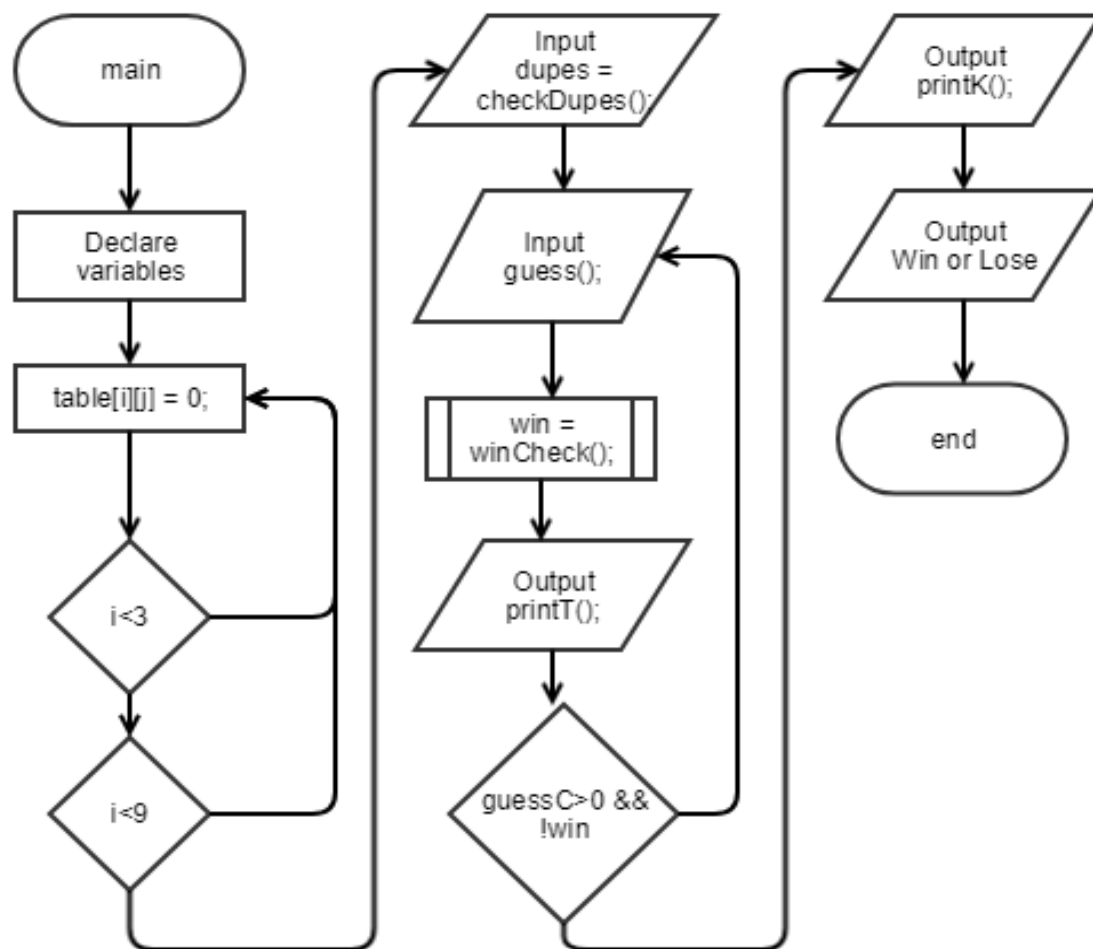 main
Declare
variables
table[i][j] = 0;
i<3
i<9
Input
dupes =
checkDupes();
Input
guess();
win =
winCheck();
Output
printT();
guessC>0 &&
!win
Output
printK();
Output
Win or Lose
end